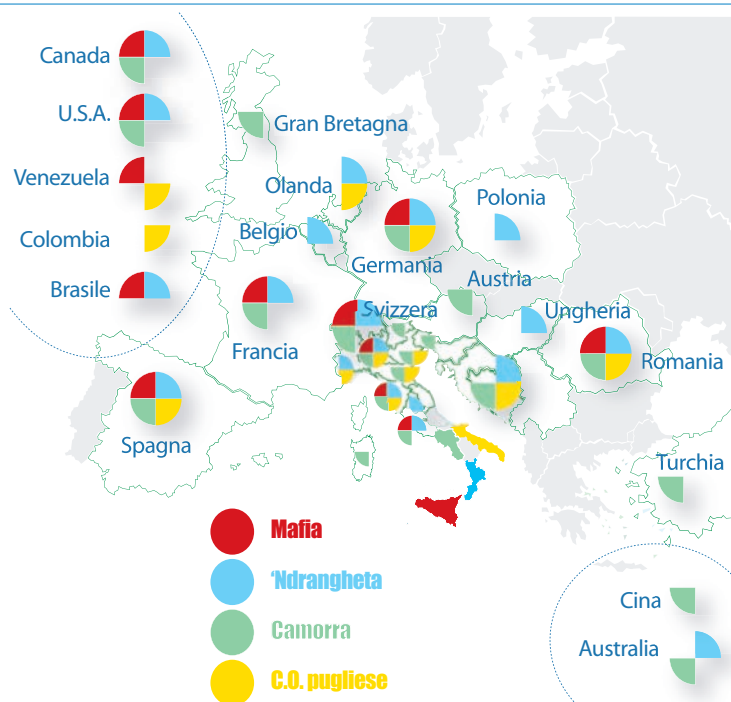 Canada
U.S.A.
Venezuela
Colombia
Brasile
Gran Bretagna
Olanda
Belgio
Polonia
Germania
Austria
Svizzera
Ungheria
Francia
Romania
Spagna
Turchia
Mafia
'Ndrangheta
Camorra
C.O. pugliese
Cina
Australia